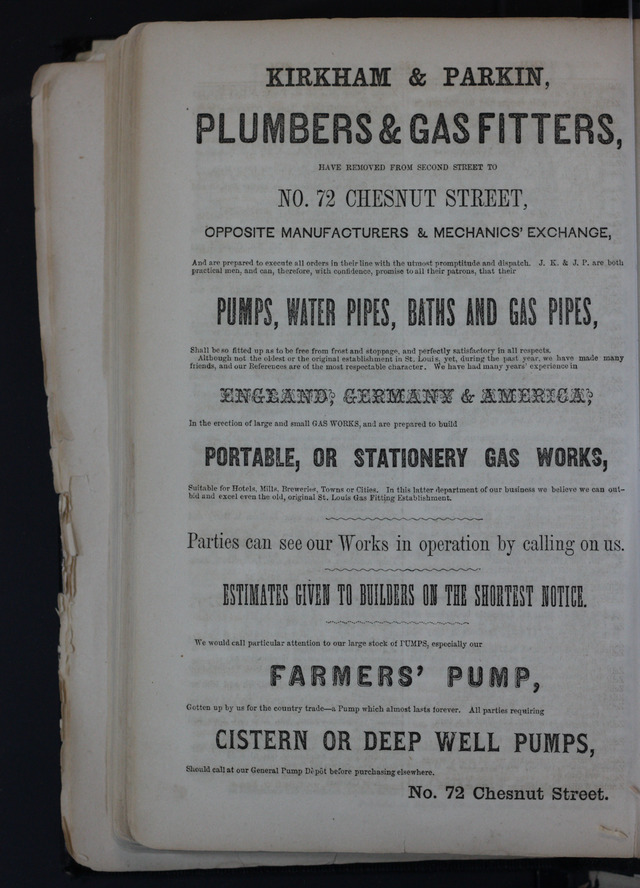 KIRKHAM & PARKIN,
PLUMBERS & GAS FITTERS,
HAVE REMOVED FROM SECOND STREET TO
NO. 72 CHESNUT STREET,
OPPOSITE MANUFACTURERS & MECHANICS' EXCHANGE,
And are prepared to execute all orders in their line with the utmost promptitude and dispatch. J. K. & J. P. are both
practical men, and can, therefore, with confidence, promise to all their patrons, that their
PUMPS, WATER PIPES, BATHS AND GAS PIPES,
Shall be so fitted up as to be free from frost and stoppage, and perfectly satisfactory in all respects.
Although not the oldest or the original establishment in St. Louis, yet, during the past year, we have made many
friends, and our References are of the most respectable character. We have had many years' experience in
ENGLAND, GERMANY & AMERICA,
In the erection of large and small GAS WORKS, and are prepared to build
PORTABLE, OR STATIONERY GAS WORKS,
Suitable for Hotels, Mills, Breweries, Towns or Cities. In this latter department of our business we believe we can out-
bid and excel even the old, original St. Louis Gas Fitting Establishment.
Parties can see our Works in operation by calling on us.
ESTIMATES GIVEN TO BUILDERS ON THE SHORTEST NOTICE.
We would call particular attention to our large stock of PUMPS, especially our
FARMERS' PUMP,
Gotten up by us for the country trade—a Pump which almost lasts forever. All parties requiring
CISTERN OR DEEP WELL PUMPS,
Should call at our General Pump Dèpôt before purchasing elsewhere.
No. 72 Chesnut Street.